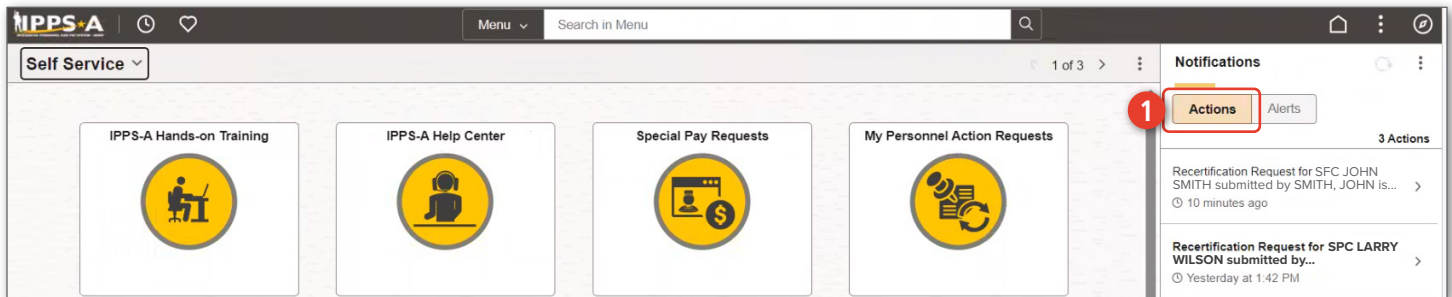 IPPS★A
Menu
Search in Menu
Self Service
1 of 3
Notifications
1
Actions
Alerts
3 Actions
IPPS-A Hands-on Training
IPPS-A Help Center
Special Pay Requests
My Personnel Action Requests
$
Recertification Request for SFC JOHN
SMITH submitted by SMITH, JOHN is...
10 minutes ago
Recertification Request for SPC LARRY
WILSON submitted by...
Yesterday at 1:42 PM